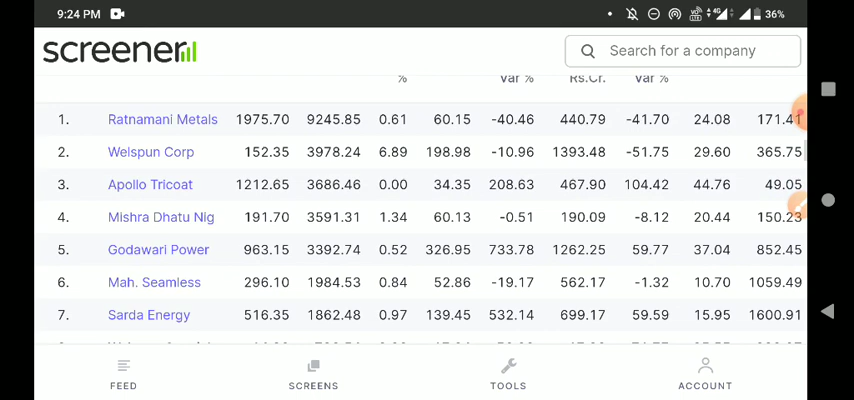 9:24 PM 4G 36%
screener Search for a company
% Var % Rs.Cr. Var %
1. Ratnamani Metals 1975.70 9245.85 0.61 60.15 -40.46 440.79 -41.70 24.08 171.41
2. Welspun Corp 152.35 3978.24 6.89 198.98 -10.96 1393.48 -51.75 29.60 365.75
3. Apollo Tricoat 1212.65 3686.46 0.00 34.35 208.63 467.90 104.42 44.76 49.05
4. Mishra Dhatu Nig 191.70 3591.31 1.34 60.13 -0.51 190.09 -8.12 20.44 150.23
5. Godawari Power 963.15 3392.74 0.52 326.95 733.78 1262.25 59.77 37.04 852.45
6. Mah. Seamless 296.10 1984.53 0.84 52.86 -19.17 562.17 -1.32 10.70 1059.49
7. Sarda Energy 516.35 1862.48 0.97 139.45 532.14 699.17 59.59 15.95 1600.91
FEED SCREENS TOOLS ACCOUNT